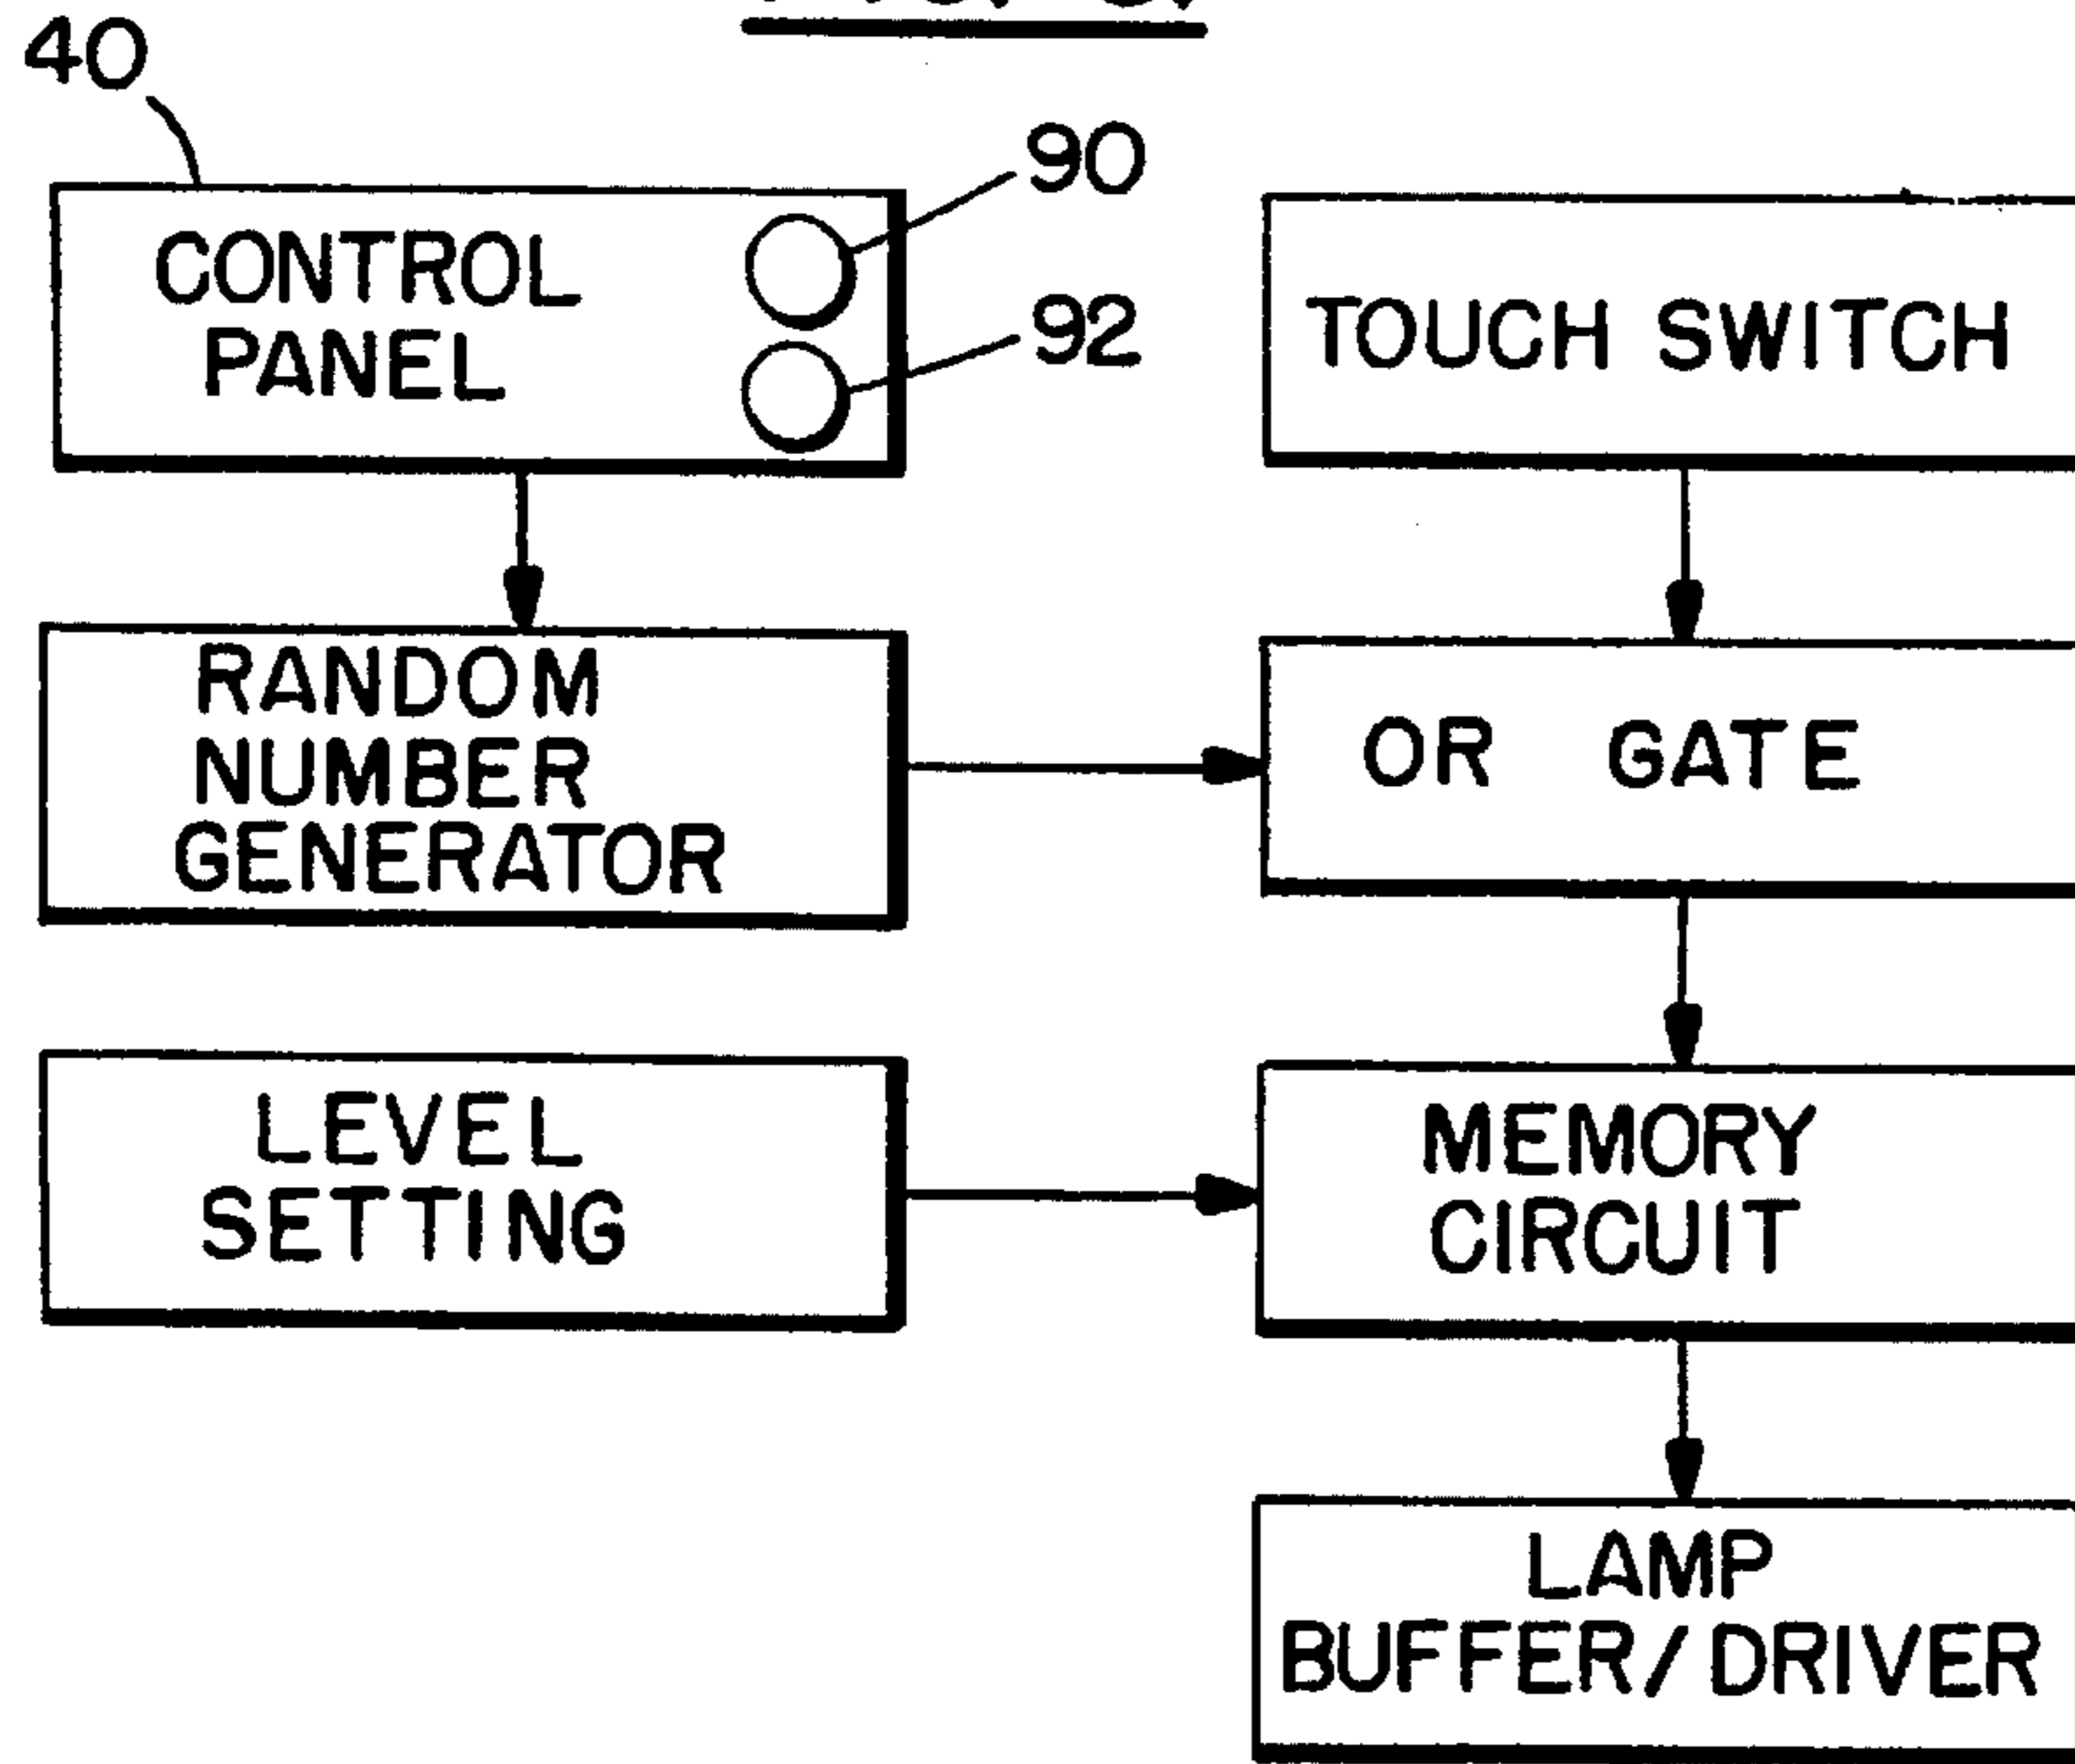 40
90
92
CONTROL
PANEL
TOUCH SWITCH
RANDOM
NUMBER
GENERATOR
OR GATE
LEVEL
SETTING
MEMORY
CIRCUIT
LAMP
BUFFER/DRIVER